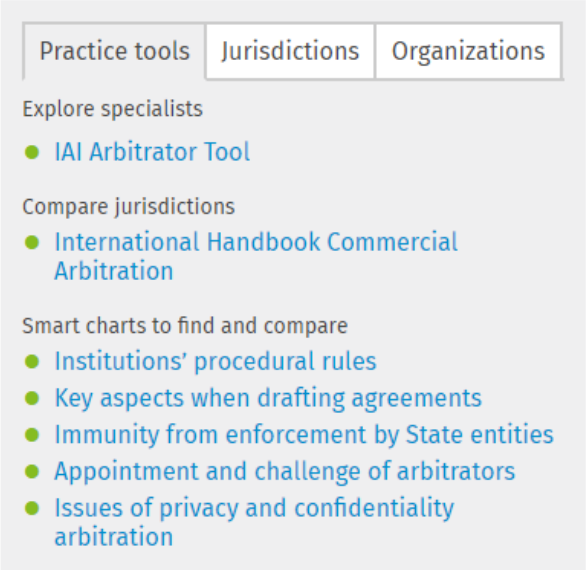 Practice tools Jurisdictions Organizations
Explore specialists
IAI Arbitrator Tool
Compare jurisdictions
International Handbook Commercial
Arbitration
Smart charts to find and compare
Institutions’ procedural rules
Key aspects when drafting agreements
Immunity from enforcement by State entities
Appointment and challenge of arbitrators
Issues of privacy and confidentiality
arbitration